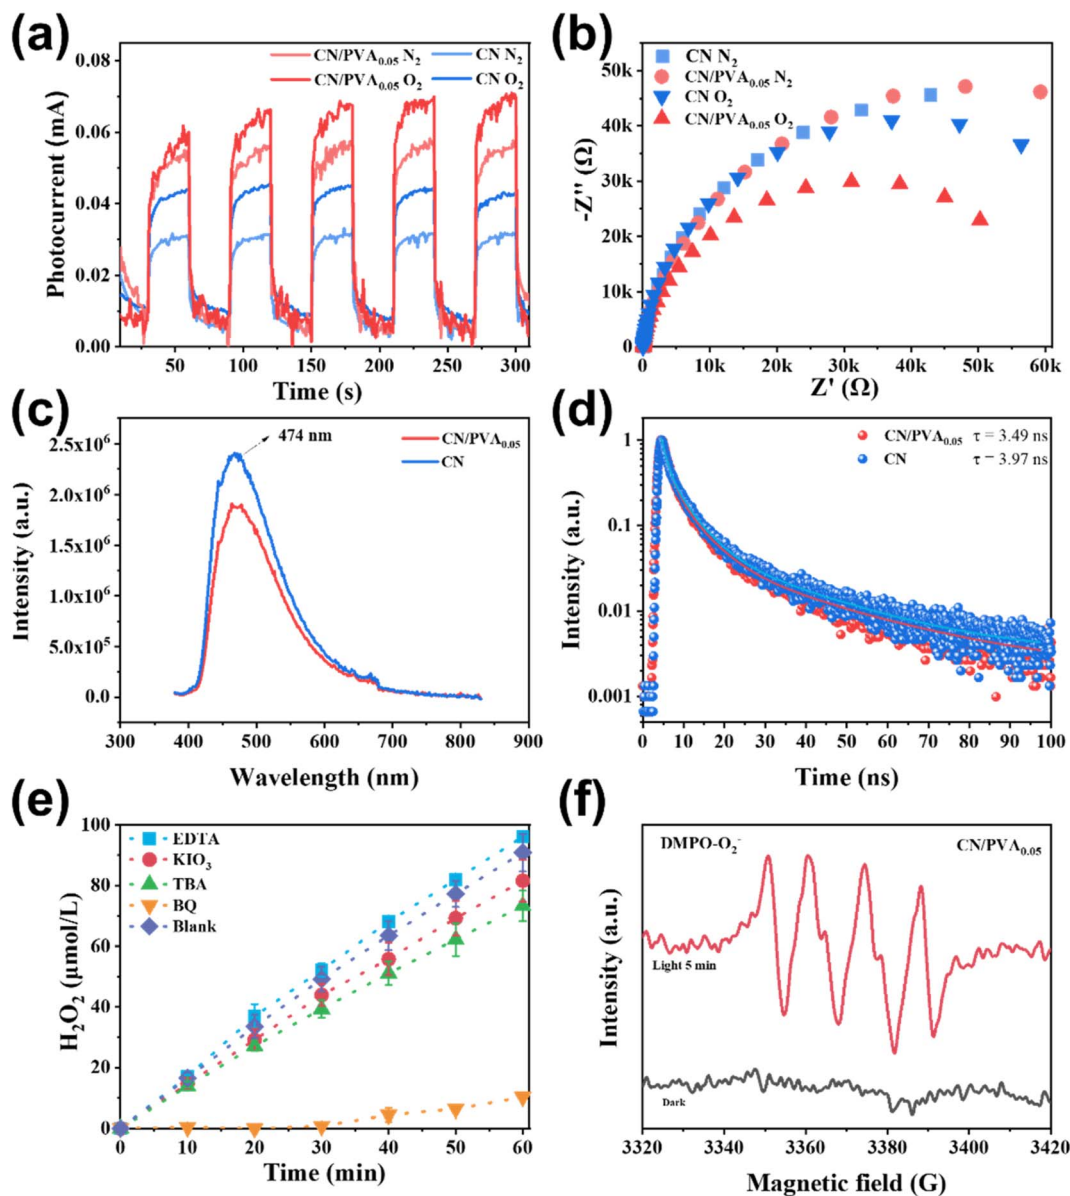 (a)
CN/PVA0.05 N2 CN N2
CN/PVA0.05 O2 CN O2
Photocurrent (mA)
0.08
0.06
0.04
0.02
0.00
50 100 150 200 250 300
Time (s)
(b)
CN N2
CN/PVA0.05 N2
CN O2
CN/PVA0.05 O2
-Z'' (Ω)
50k
40k
30k
20k
10k
0
0 10k 20k 30k 40k 50k 60k
Z' (Ω)
(c)
474 nm
CN/PVA0.05
CN
Intensity (a.u.)
2.5x10^6
2.0x10^6
1.5x10^6
1.0x10^6
5.0x10^5
0.0
300 400 500 600 700 800 900
Wavelength (nm)
(d)
CN/PVA0.05 τ = 3.49 ns
CN τ = 3.97 ns
Intensity (a.u.)
1
0.1
0.01
0.001
0 10 20 30 40 50 60 70 80 90 100
Time (ns)
(e)
EDTA
KIO3
TBA
BQ
Blank
H2O2 (μmol/L)
100
80
60
40
20
0
0 10 20 30 40 50 60
Time (min)
(f)
DMPO-O2- CN/PVA0.05
Intensity (a.u.)
Light 5 min
Dark
3320 3340 3360 3380 3400 3420
Magnetic field (G)